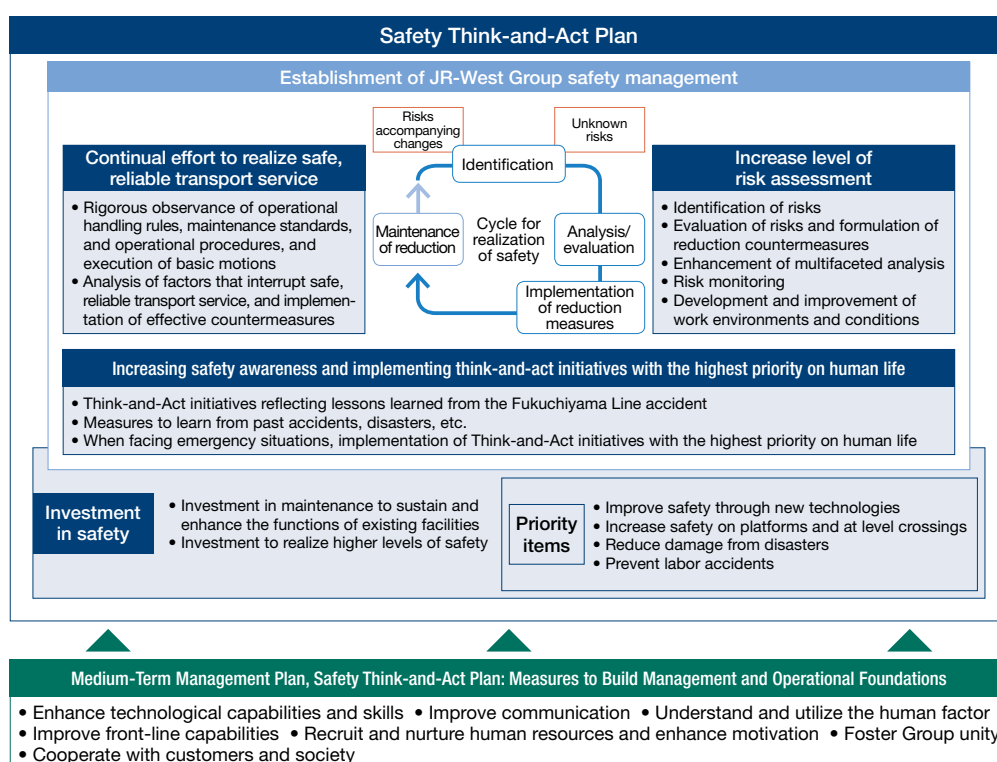 Safety Think-and-Act Plan
Establishment of JR-West Group safety management
Risks
accompanying
changes
Unknown
risks
Identification
Continual effort to realize safe,
reliable transport service
• Rigorous observance of operational
handling rules, maintenance standards,
and operational procedures, and
execution of basic motions
• Analysis of factors that interrupt safe,
reliable transport service, and implemen-
tation of effective countermeasures
Maintenance
of reduction
Cycle for
realization
of safety
Analysis/
evaluation
Implementation
of reduction
measures
Increase level of
risk assessment
• Identification of risks
• Evaluation of risks and formulation of
reduction countermeasures
• Enhancement of multifaceted analysis
• Risk monitoring
• Development and improvement of
work environments and conditions
Increasing safety awareness and implementing think-and-act initiatives with the highest priority on human life
• Think-and-Act initiatives reflecting lessons learned from the Fukuchiyama Line accident
• Measures to learn from past accidents, disasters, etc.
• When facing emergency situations, implementation of Think-and-Act initiatives with the highest priority on human life
Investment
in safety
• Investment in maintenance to sustain and
enhance the functions of existing facilities
• Investment to realize higher levels of safety
Priority
items
• Improve safety through new technologies
• Increase safety on platforms and at level crossings
• Reduce damage from disasters
• Prevent labor accidents
Medium-Term Management Plan, Safety Think-and-Act Plan: Measures to Build Management and Operational Foundations
• Enhance technological capabilities and skills • Improve communication • Understand and utilize the human factor
• Improve front-line capabilities • Recruit and nurture human resources and enhance motivation • Foster Group unity
• Cooperate with customers and society